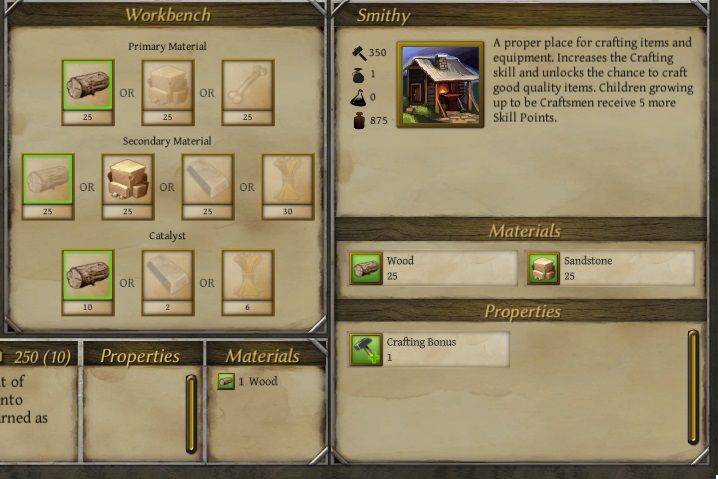 Workbench
Primary Material
OR
OR
25
25
25
Secondary Material
OR
OR
OR
25
25
25
30
Catalyst
OR
OR
10
2
6
250 (10)
t of
nto
urned as
Properties
Materials
1 Wood
Smithy
350
1
0
875
A proper place for crafting items and
equipment. Increases the Crafting
skill and unlocks the chance to craft
good quality items. Children growing
up to be Craftsmen receive 5 more
Skill Points.
Materials
Wood
25
Sandstone
25
Properties
Crafting Bonus
1